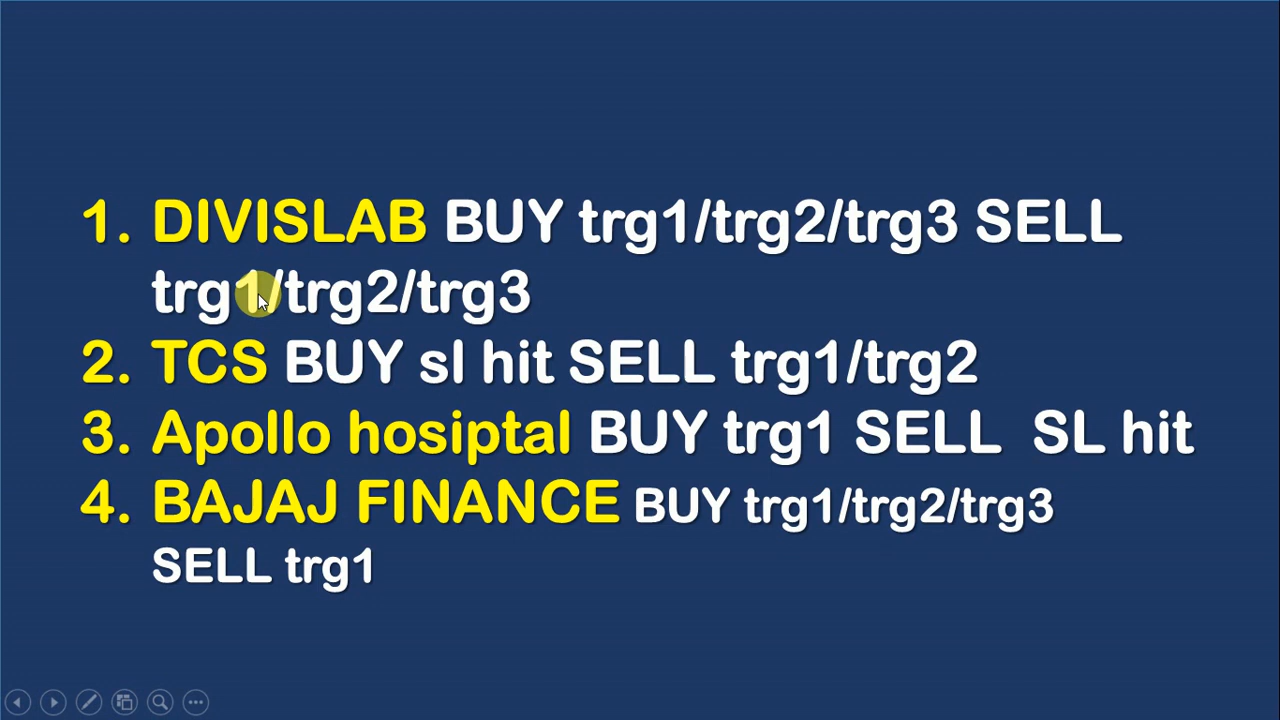 1. DIVISLAB BUY trg1/trg2/trg3 SELL
trg1/trg2/trg3
2. TCS BUY sl hit SELL trg1/trg2
3. Apollo hosiptal BUY trg1 SELL  SL hit
4. BAJAJ FINANCE BUY trg1/trg2/trg3
SELL trg1